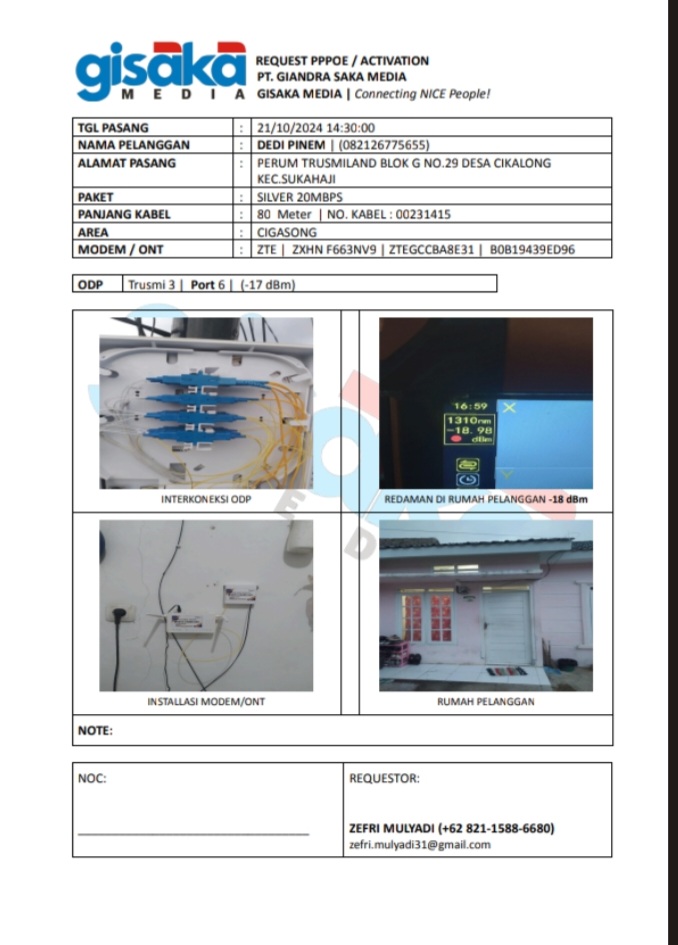 gisaka
MEDIA
REQUEST PPPOE / ACTIVATION
PT. GIANDRA SAKA MEDIA
GISAKA MEDIA | Connecting NICE People!
TGL PASANG : 21/10/2024 14:30:00
NAMA PELANGGAN : DEDI PINEM | (082126775655)
ALAMAT PASANG : PERUM TRUSMILAND BLOK G NO.29 DESA CIKALONG
KEC.SUKAHAJI
PAKET : SILVER 20MBPS
PANJANG KABEL : 80 Meter | NO. KABEL : 00231415
AREA : CIGASONG
MODEM / ONT : ZTE | ZXHN F663NV9 | ZTEGCCBA8E31 | B0B19439ED96
ODP Trusmi 3 | Port 6 | (-17 dBm)
16:59
1310nm
-18.98
dBm
INTERKONEKSI ODP
REDAMAN DI RUMAH PELANGGAN -18 dBm
INSTALLASI MODEM/ONT
RUMAH PELANGGAN
NOTE:
NOC:
REQUESTOR:
ZEFRI MULYADI (+62 821-1588-6680)
zefri.mulyadi31@gmail.com